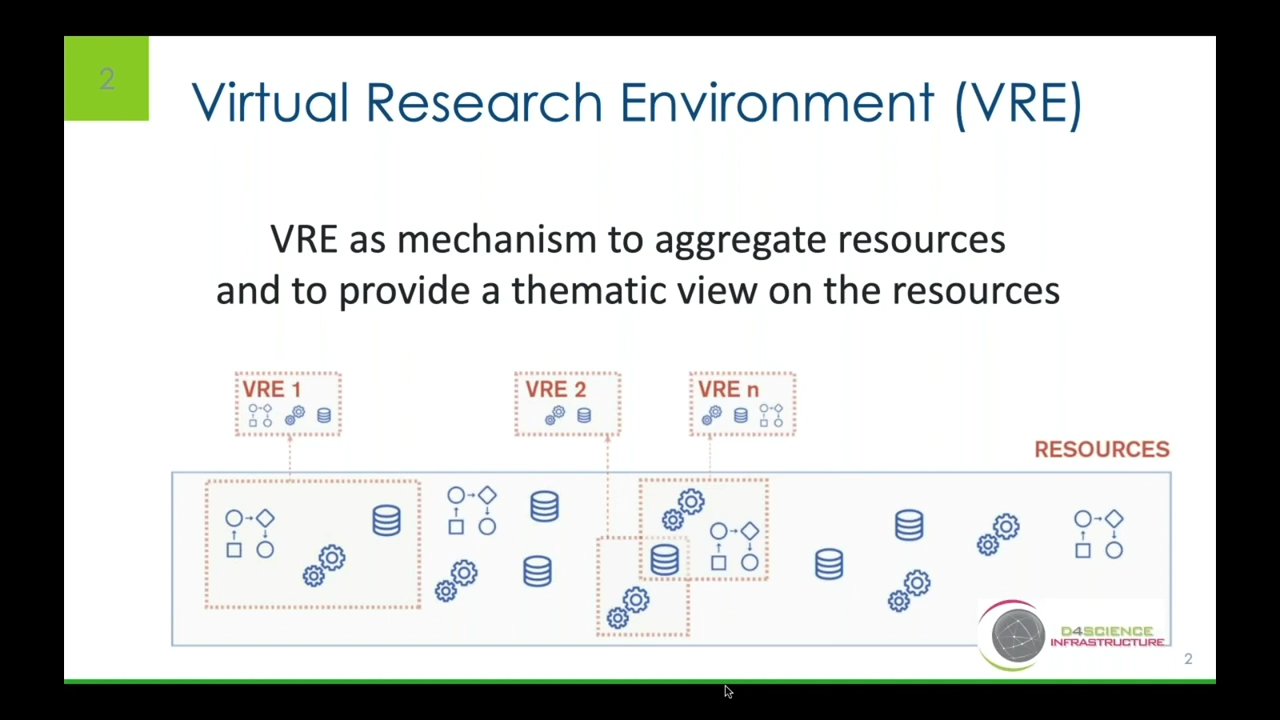 2
Virtual Research Environment (VRE)
VRE as mechanism to aggregate resources
and to provide a thematic view on the resources
VRE 1
VRE 2
VRE n
RESOURCES
D4SCIENCE
INFRASTRUCTURE
2